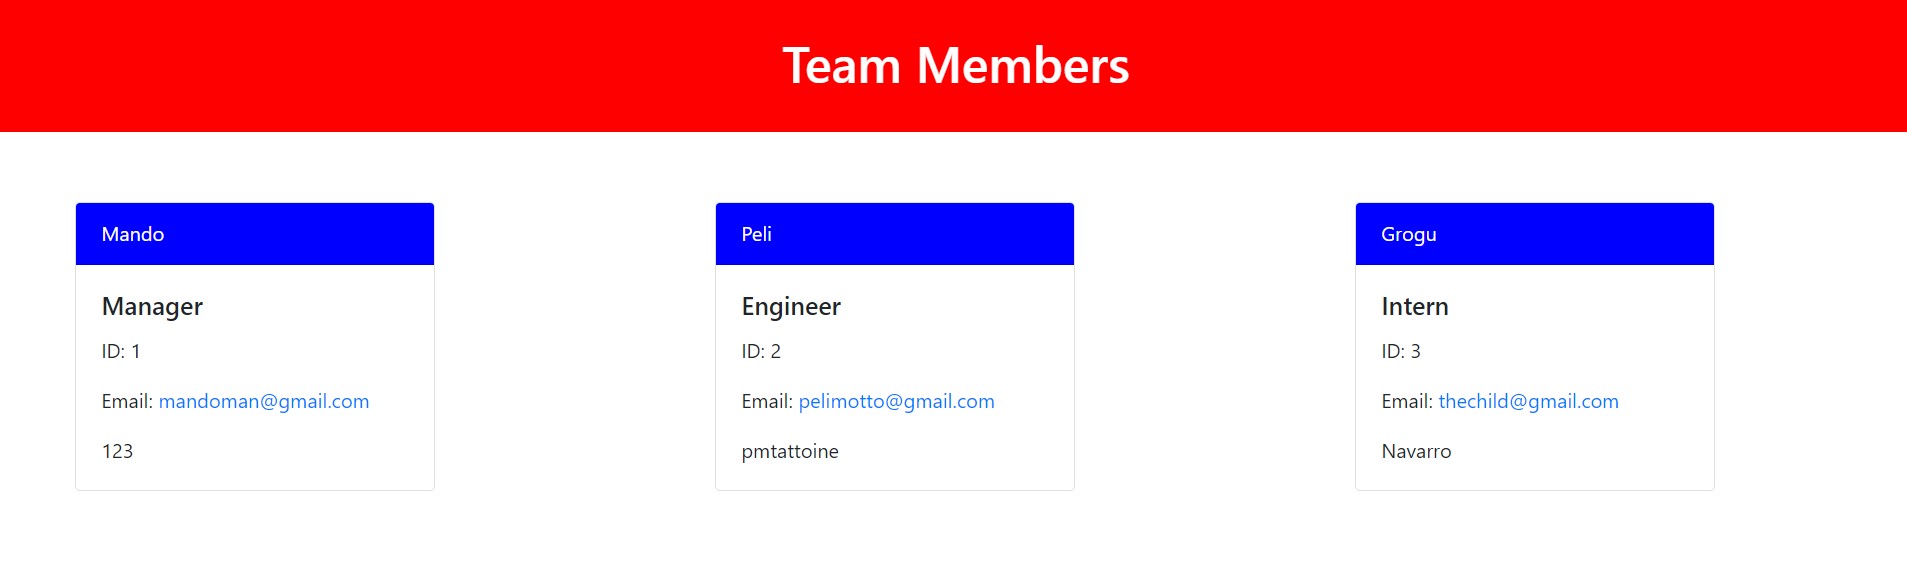 Team Members
Mando
Manager
ID: 1
Email: mandoman@gmail.com
123
Peli
Engineer
ID: 2
Email: pelimotto@gmail.com
pmtattoine
Grogu
Intern
ID: 3
Email: thechild@gmail.com
Navarro